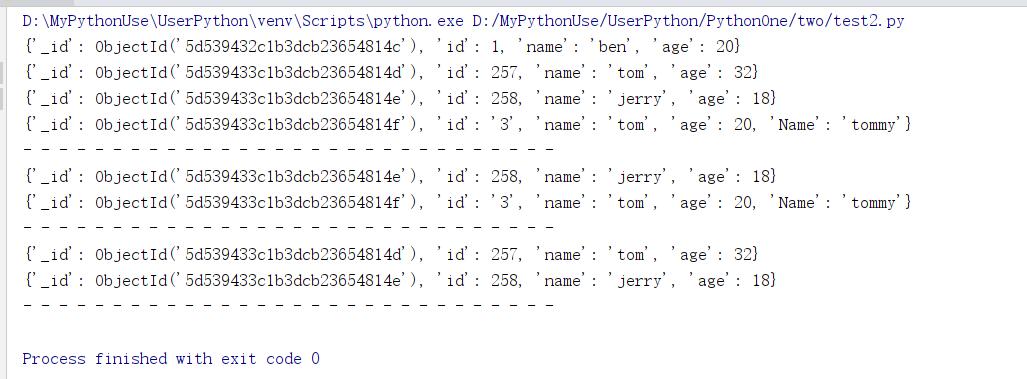 D:\MyPythonUse\UserPython\venv\Scripts\python.exe D:/MyPythonUse/UserPython/PythonOne/two/test2.py
{'_id': ObjectId('5d539432c1b3dcb23654814c'), 'id': 1, 'name': 'ben', 'age': 20}
{'_id': ObjectId('5d539433c1b3dcb23654814d'), 'id': 257, 'name': 'tom', 'age': 32}
{'_id': ObjectId('5d539433c1b3dcb23654814e'), 'id': 258, 'name': 'jerry', 'age': 18}
{'_id': ObjectId('5d539433c1b3dcb23654814f'), 'id': '3', 'name': 'tom', 'age': 20, 'Name': 'tommy'}
- - - - - - - - - - - - - - - - - - - - - - - - - - - - - -
{'_id': ObjectId('5d539433c1b3dcb23654814e'), 'id': 258, 'name': 'jerry', 'age': 18}
{'_id': ObjectId('5d539433c1b3dcb23654814f'), 'id': '3', 'name': 'tom', 'age': 20, 'Name': 'tommy'}
- - - - - - - - - - - - - - - - - - - - - - - - - - - - - -
{'_id': ObjectId('5d539433c1b3dcb23654814d'), 'id': 257, 'name': 'tom', 'age': 32}
{'_id': ObjectId('5d539433c1b3dcb23654814e'), 'id': 258, 'name': 'jerry', 'age': 18}
- - - - - - - - - - - - - - - - - - - - - - - - - - - - - -
Process finished with exit code 0